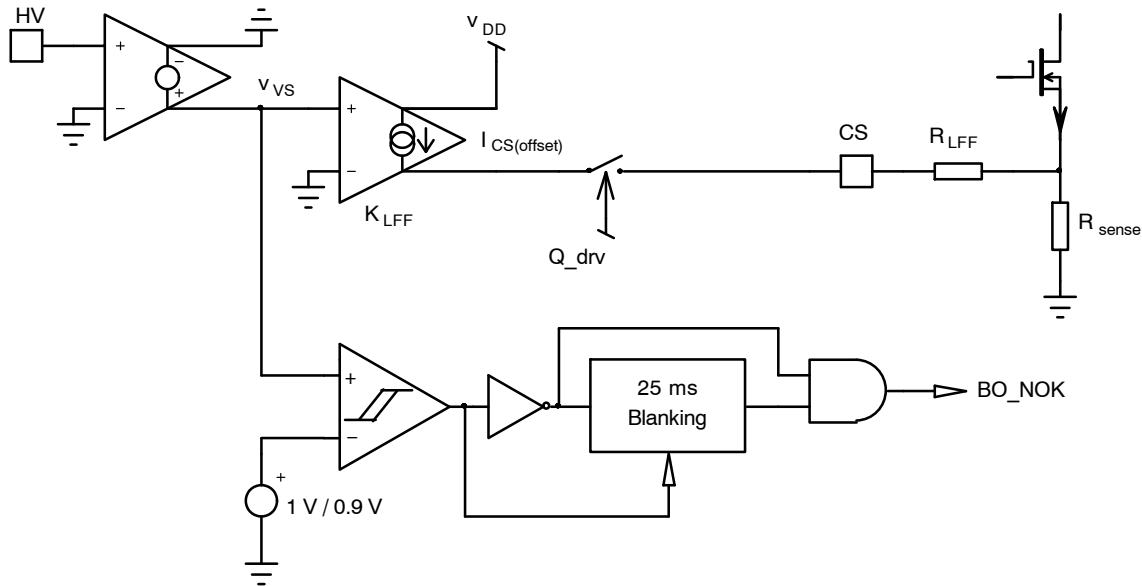 HV
+
−
−
+
v VS
v DD
+
−
I CS(offset)
K LFF
Q_drv
CS
R LFF
R sense
+
−
+
1 V / 0.9 V
25 ms
Blanking
BO_NOK